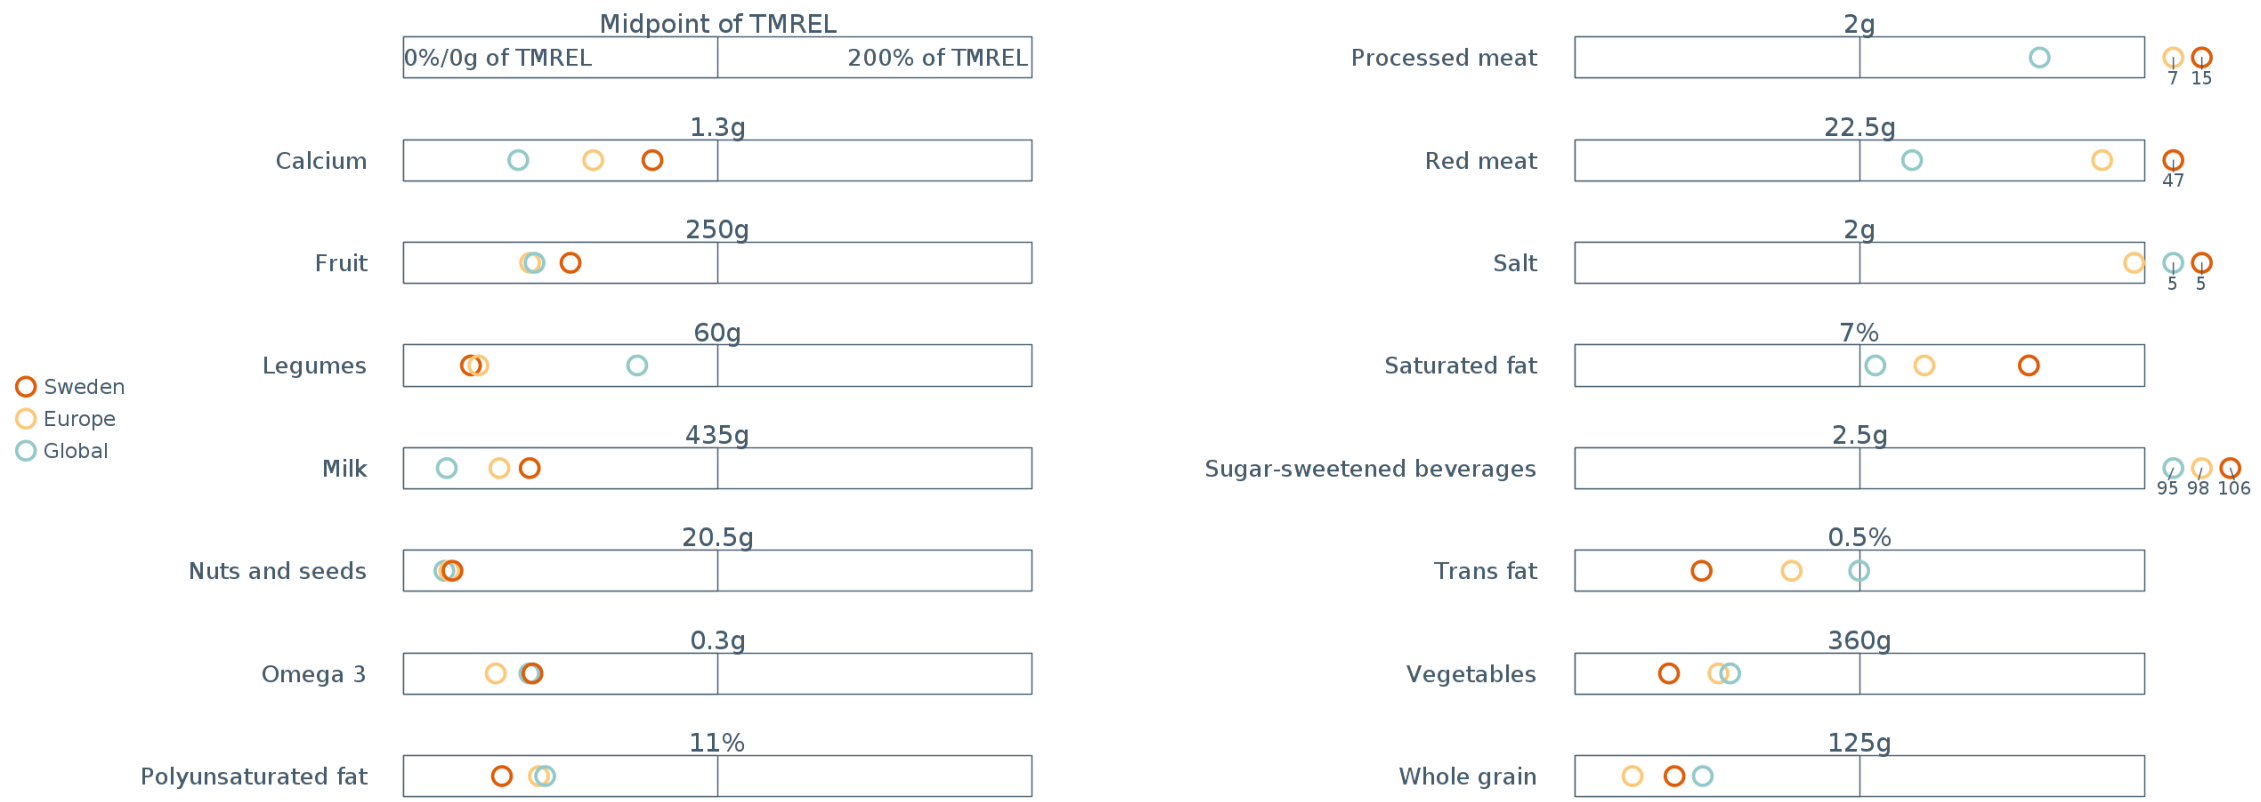 Midpoint of TMREL
0%/0g of TMREL 200% of TMREL
1.3g
Calcium
250g
Fruit
60g
Legumes
435g
Milk
20.5g
Nuts and seeds
0.3g
Omega 3
11%
Polyunsaturated fat
Sweden
Europe
Global
2g
Processed meat
7 15
22.5g
Red meat
47
2g
Salt
5 5
7%
Saturated fat
2.5g
Sugar-sweetened beverages
95 98 106
0.5%
Trans fat
360g
Vegetables
125g
Whole grain